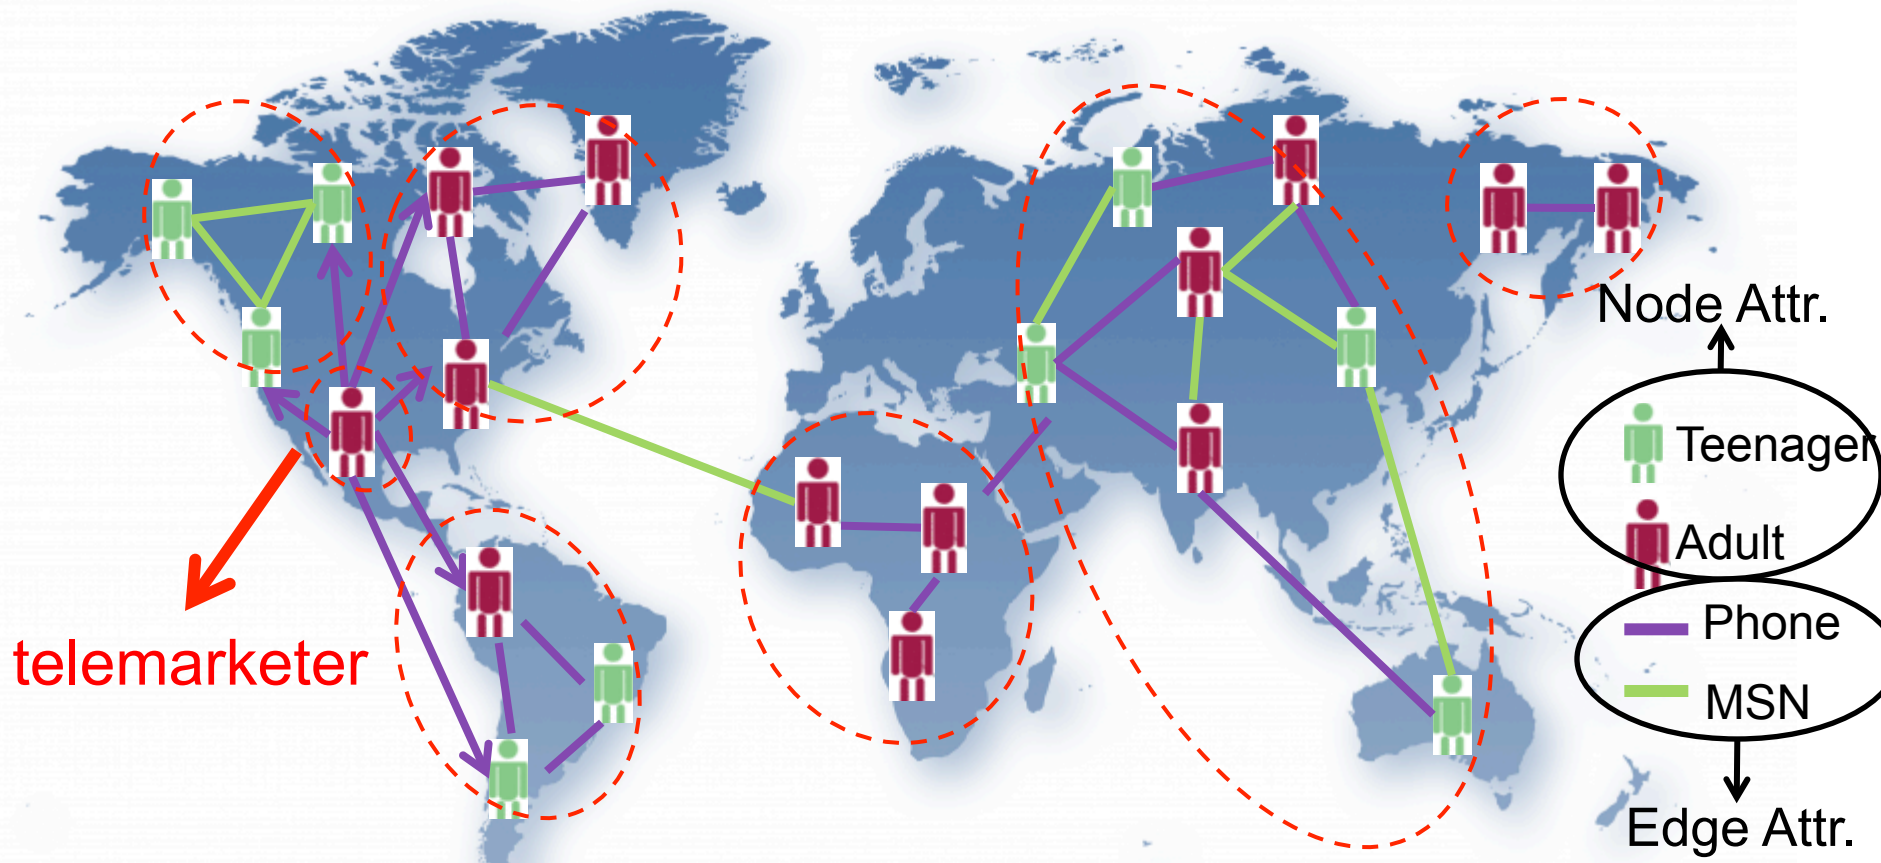 Node Attr.
Teenager
Adult
Phone
MSN
Edge Attr.
telemarketer